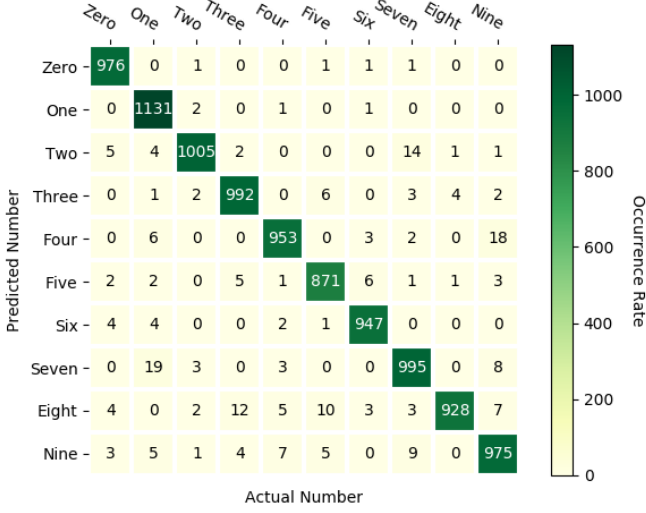 Zero One Two Three Four Five Six Seven Eight Nine
Zero 976 0 1 0 0 1 1 1 0 0
One 0 1131 2 0 1 0 1 0 0 0
Two 5 4 1005 2 0 0 0 14 1 1
Three 0 1 2 992 0 6 0 3 4 2
Four 0 6 0 0 953 0 3 2 0 18
Five 2 2 0 5 1 871 6 1 1 3
Six 4 4 0 0 2 1 947 0 0 0
Seven 0 19 3 0 3 0 0 995 0 8
Eight 4 0 2 12 5 10 3 3 928 7
Nine 3 5 1 4 7 5 0 9 0 975
Predicted Number
Actual Number
1000
800
600
400
200
0
Occurrence Rate